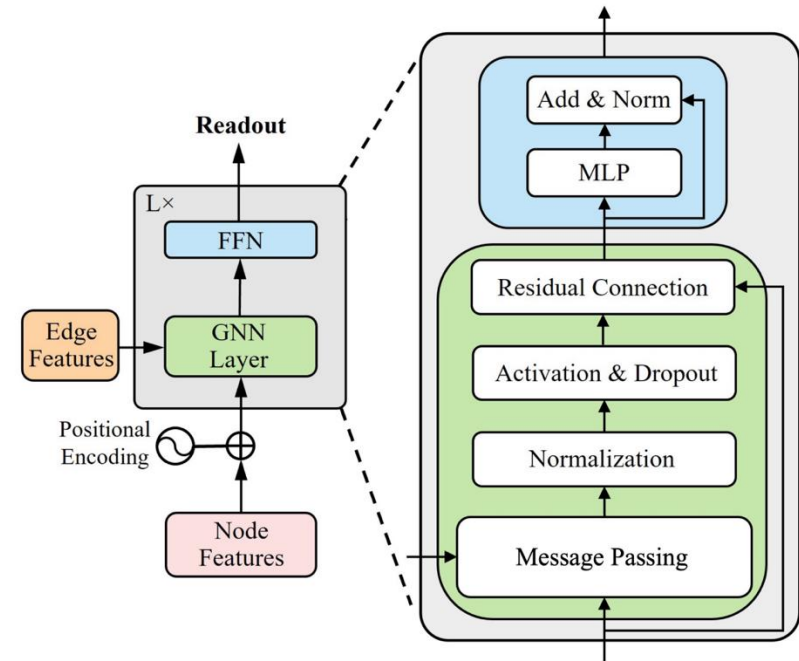 Readout
L×
FFN
GNN
Layer
Edge
Features
Positional
Encoding
Node
Features
Add & Norm
MLP
Residual Connection
Activation & Dropout
Normalization
Message Passing